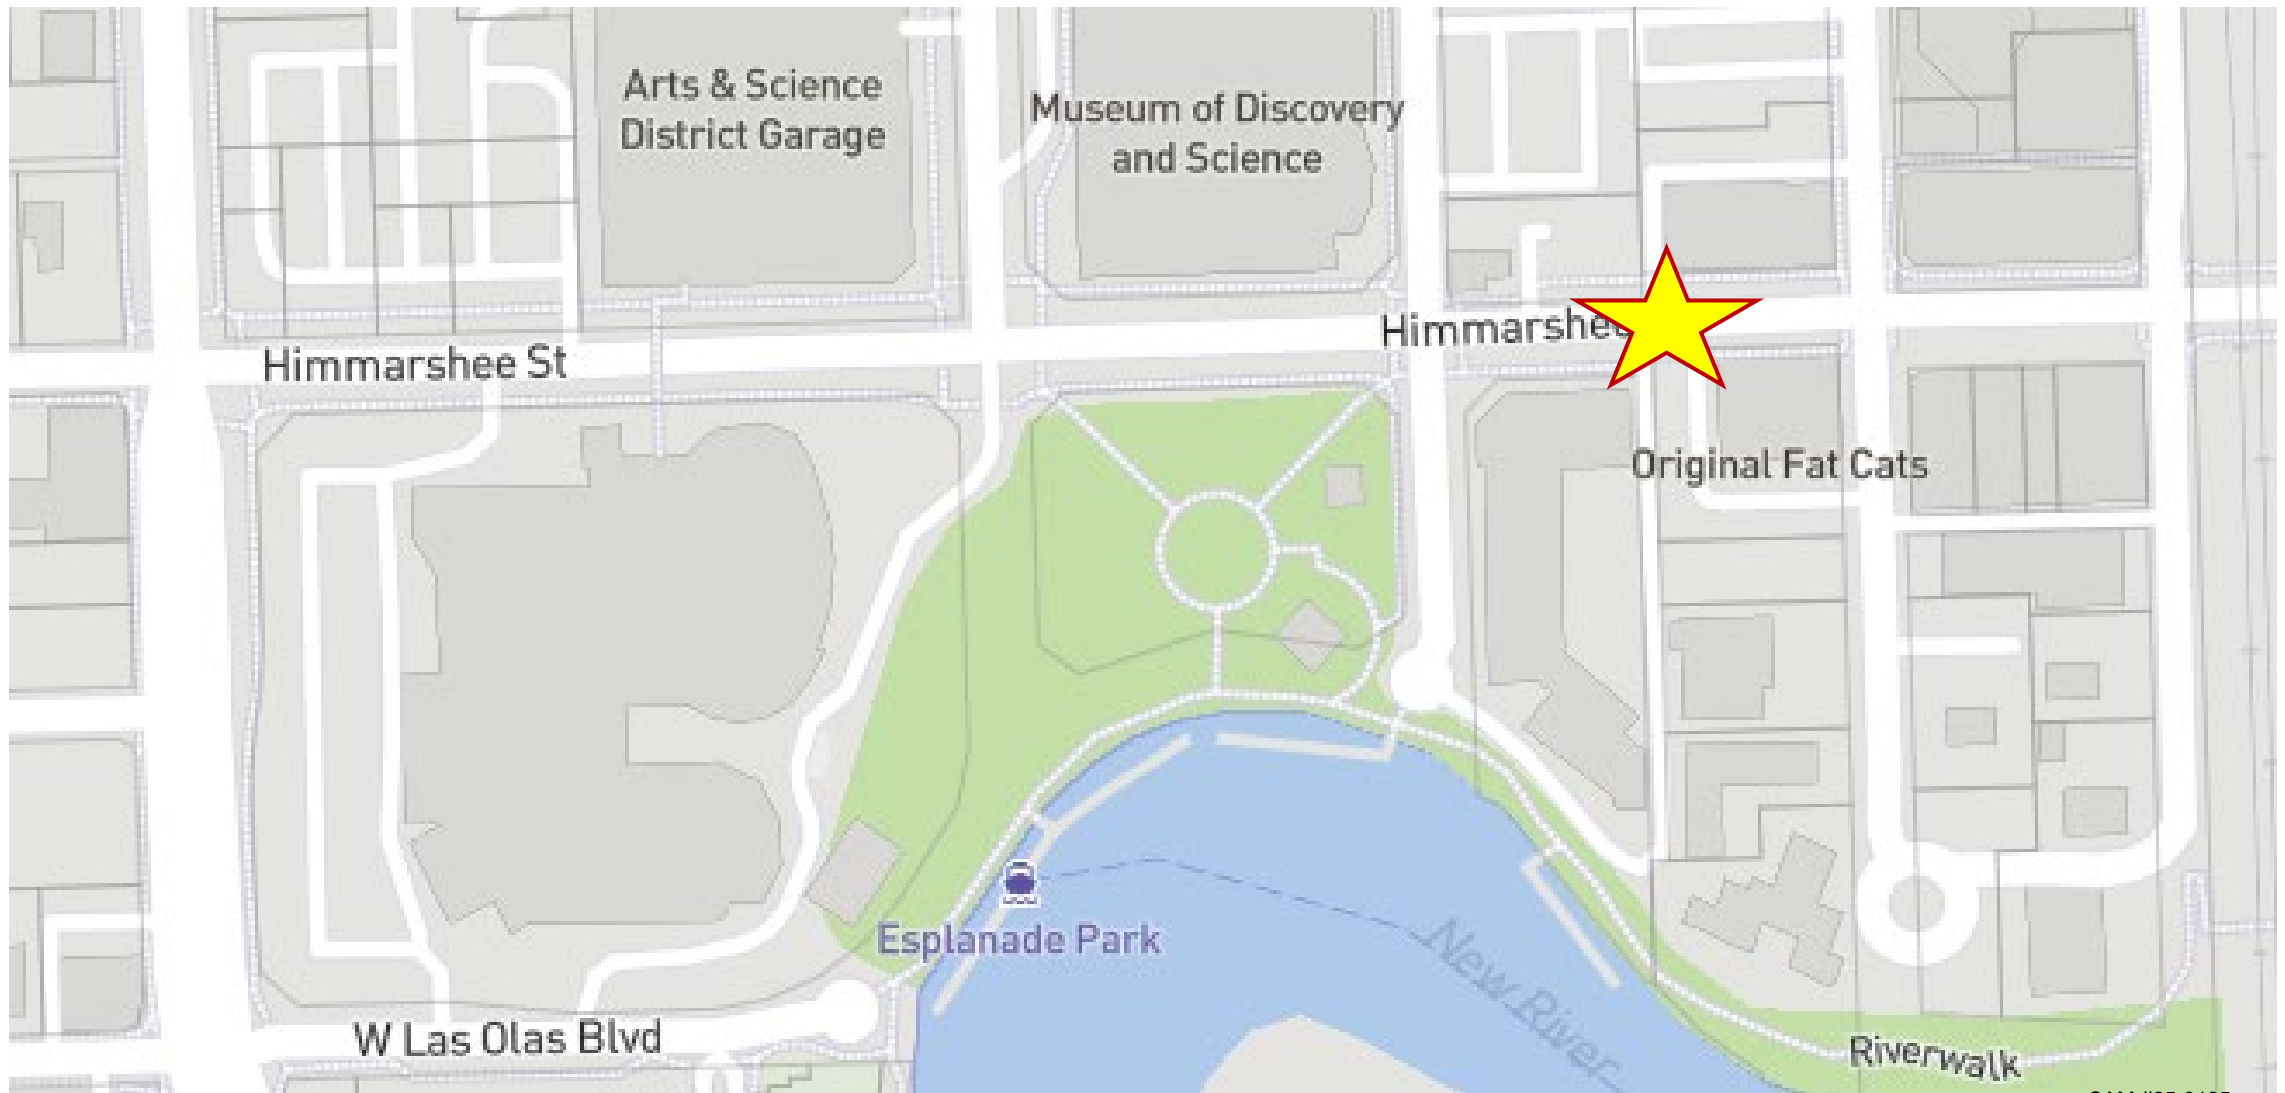 Arts & Science
District Garage
Museum of Discovery
and Science
Himmarshee
Himmarshee St
Original Fat Cats
Esplanade Park
New River
W Las Olas Blvd
Riverwalk